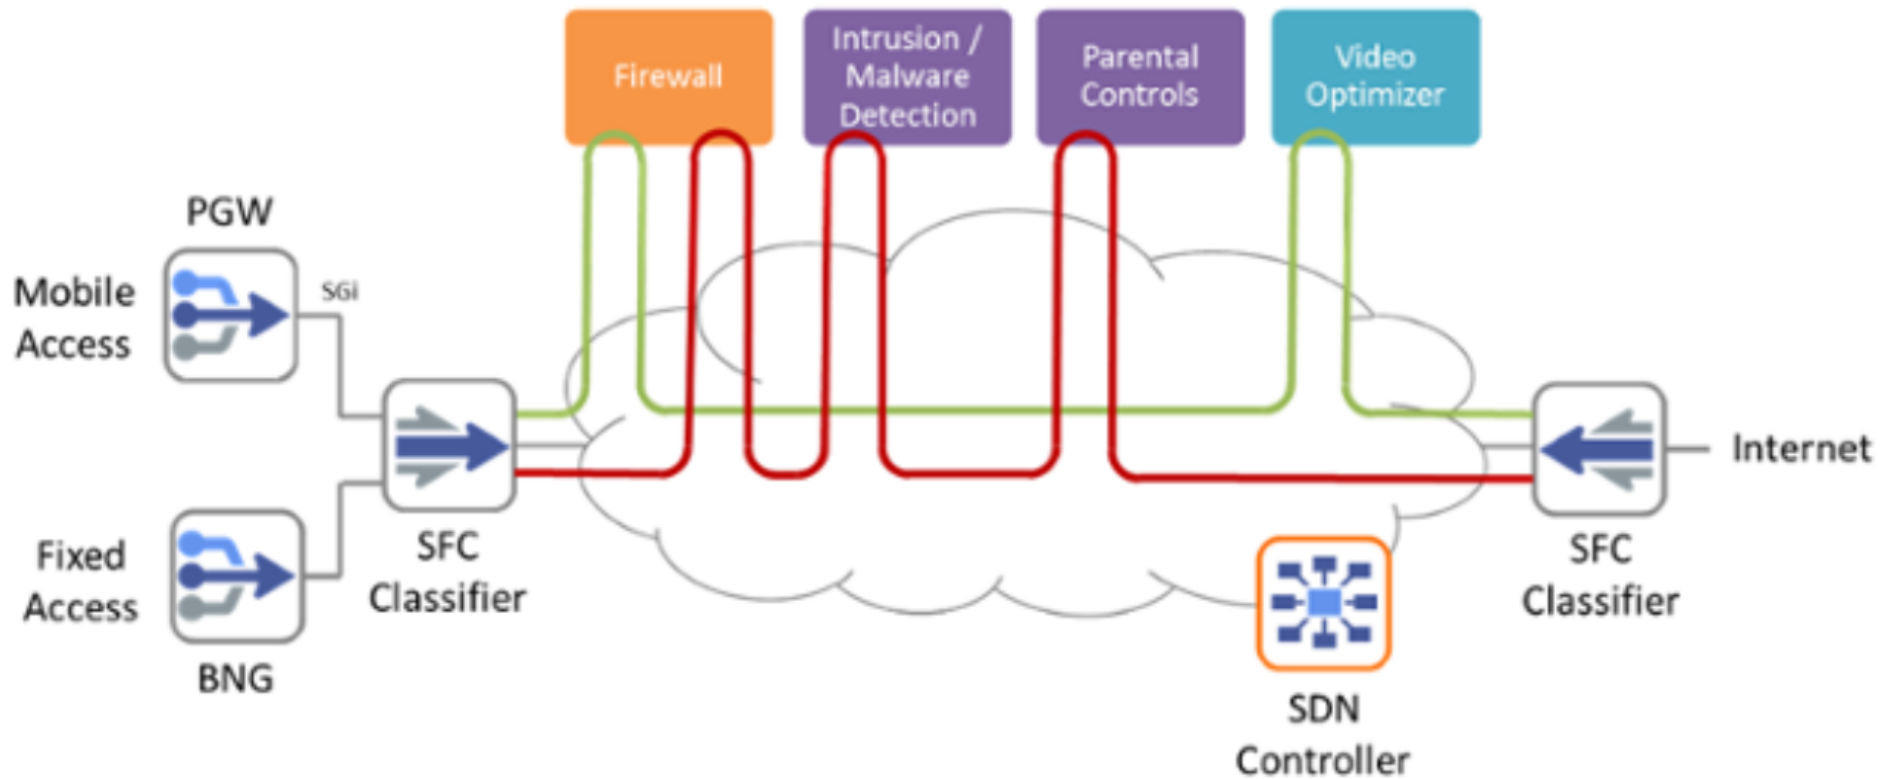 Firewall
Intrusion /
Malware
Detection
Parental
Controls
Video
Optimizer
PGW
Mobile
Access
SGi
Internet
SFC
Classifier
SFC
Classifier
Fixed
Access
BNG
SDN
Controller